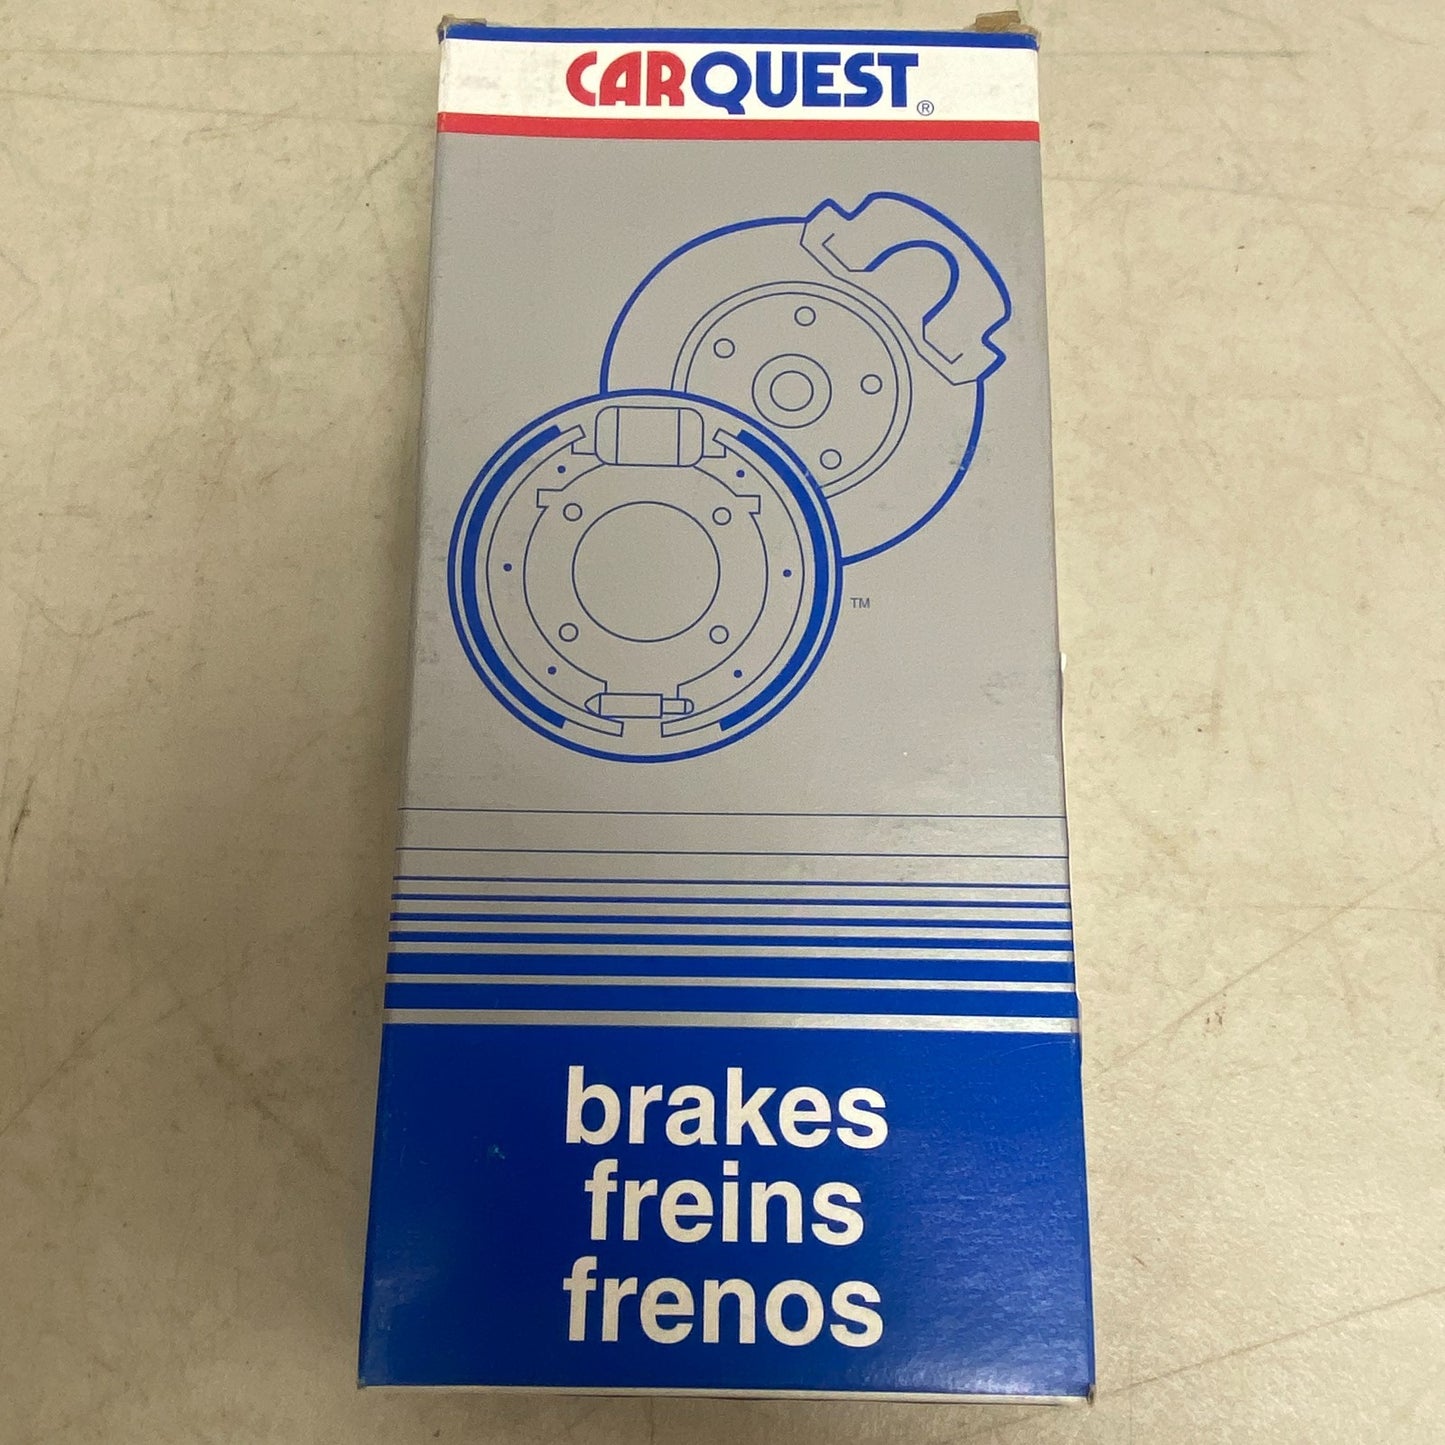 CARQUEST®
TM
brakes
freins
frenos